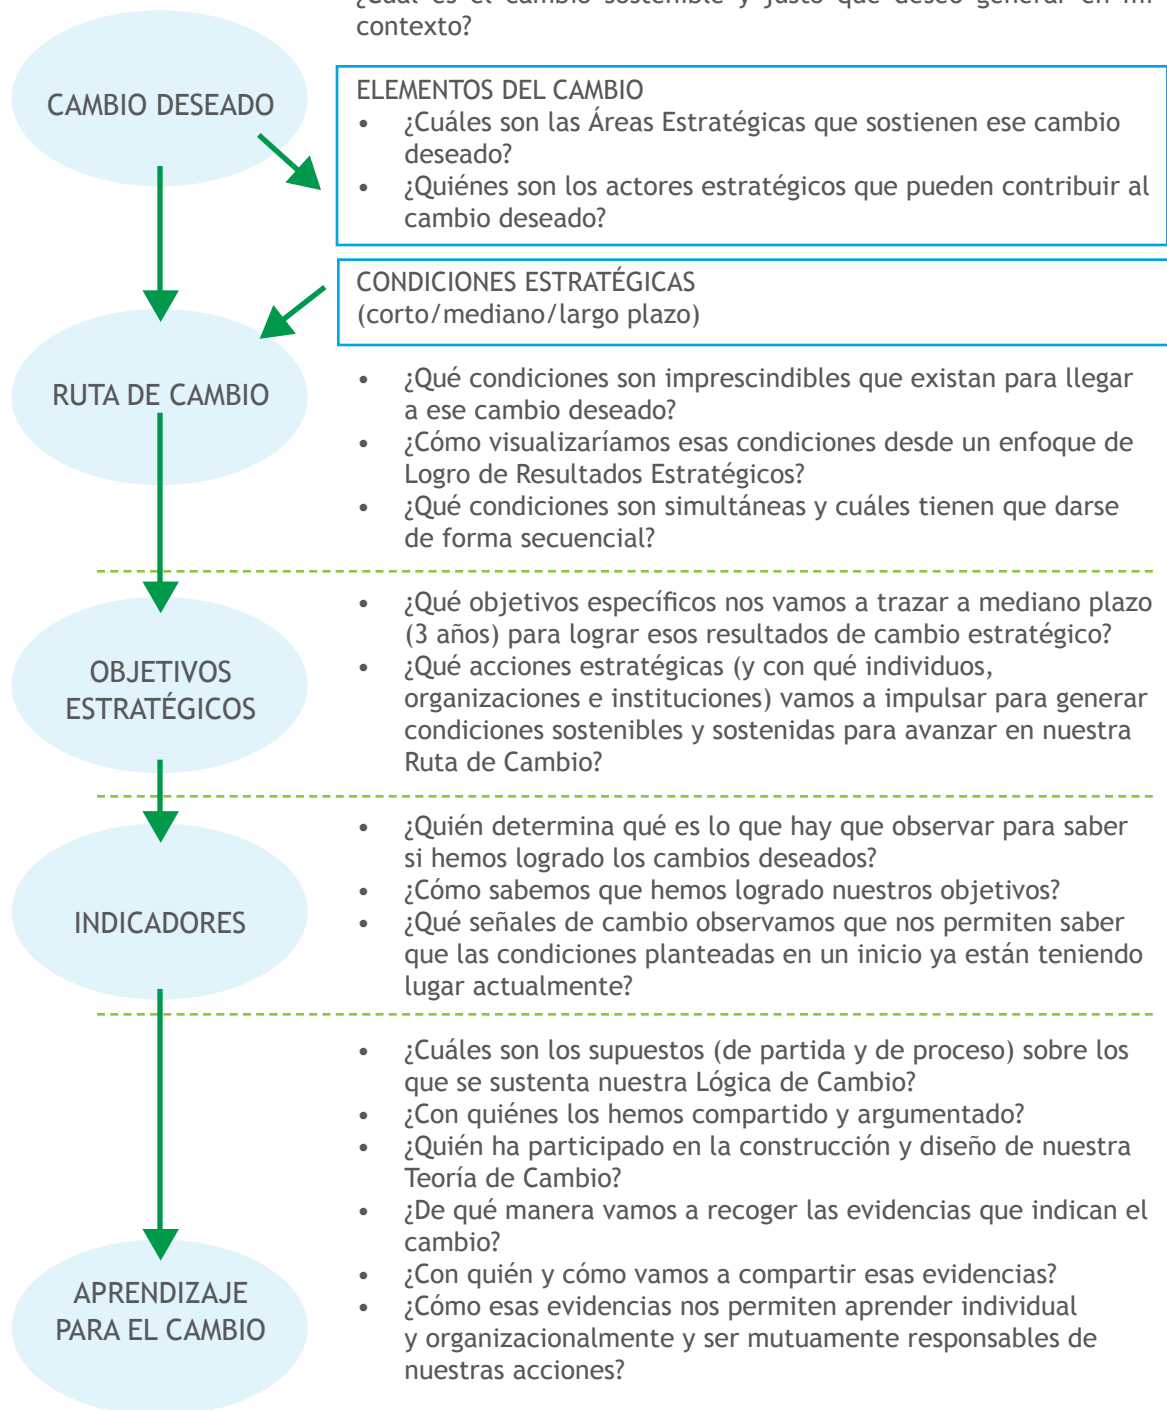 ¿Cuál es el cambio sostenible y justo que deseo generar en mi
contexto?
CAMBIO DESEADO
ELEMENTOS DEL CAMBIO
• ¿Cuáles son las Áreas Estratégicas que sostienen ese cambio
deseado?
• ¿Quiénes son los actores estratégicos que pueden contribuir al
cambio deseado?
CONDICIONES ESTRATÉGICAS
(corto/mediano/largo plazo)
RUTA DE CAMBIO
• ¿Qué condiciones son imprescindibles que existan para llegar
a ese cambio deseado?
• ¿Cómo visualizaríamos esas condiciones desde un enfoque de
Logro de Resultados Estratégicos?
• ¿Qué condiciones son simultáneas y cuáles tienen que darse
de forma secuencial?
OBJETIVOS
ESTRATÉGICOS
• ¿Qué objetivos específicos nos vamos a trazar a mediano plazo
(3 años) para lograr esos resultados de cambio estratégico?
• ¿Qué acciones estratégicas (y con qué individuos,
organizaciones e instituciones) vamos a impulsar para generar
condiciones sostenibles y sostenidas para avanzar en nuestra
Ruta de Cambio?
INDICADORES
• ¿Quién determina qué es lo que hay que observar para saber
si hemos logrado los cambios deseados?
• ¿Cómo sabemos que hemos logrado nuestros objetivos?
• ¿Qué señales de cambio observamos que nos permiten saber
que las condiciones planteadas en un inicio ya están teniendo
lugar actualmente?
APRENDIZAJE
PARA EL CAMBIO
• ¿Cuáles son los supuestos (de partida y de proceso) sobre los
que se sustenta nuestra Lógica de Cambio?
• ¿Con quiénes los hemos compartido y argumentado?
• ¿Quién ha participado en la construcción y diseño de nuestra
Teoría de Cambio?
• ¿De qué manera vamos a recoger las evidencias que indican el
cambio?
• ¿Con quién y cómo vamos a compartir esas evidencias?
• ¿Cómo esas evidencias nos permiten aprender individual
y organizacionalmente y ser mutuamente responsables de
nuestras acciones?